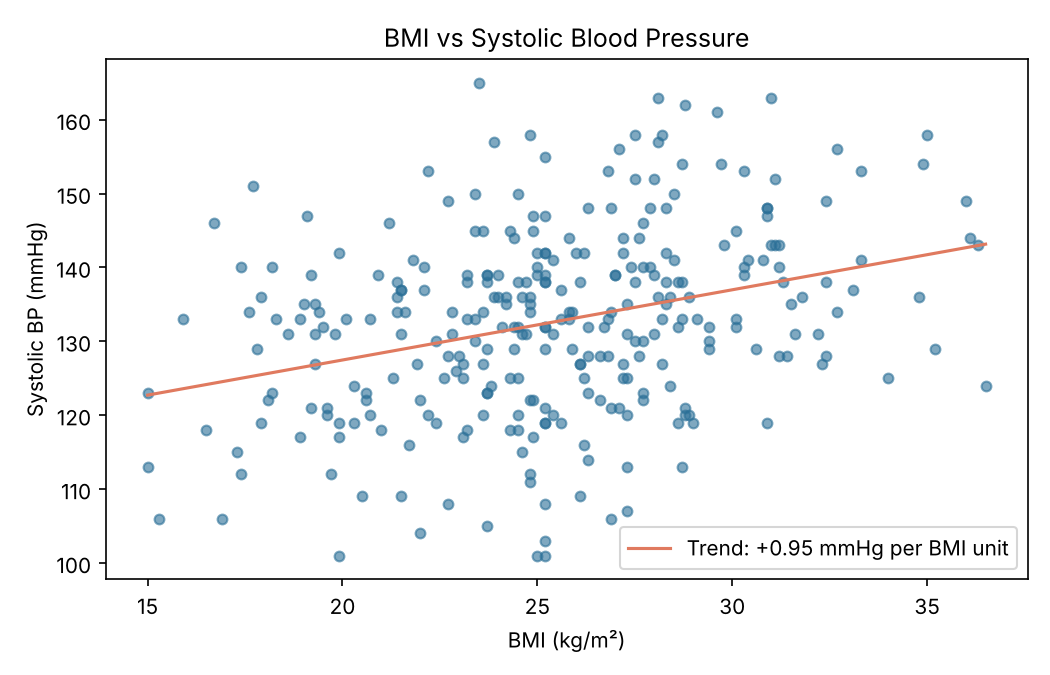 BMI vs Systolic Blood Pressure
Systolic BP (mmHg)
160
150
140
130
120
110
100
15 20 25 30 35
BMI (kg/m²)
Trend: +0.95 mmHg per BMI unit